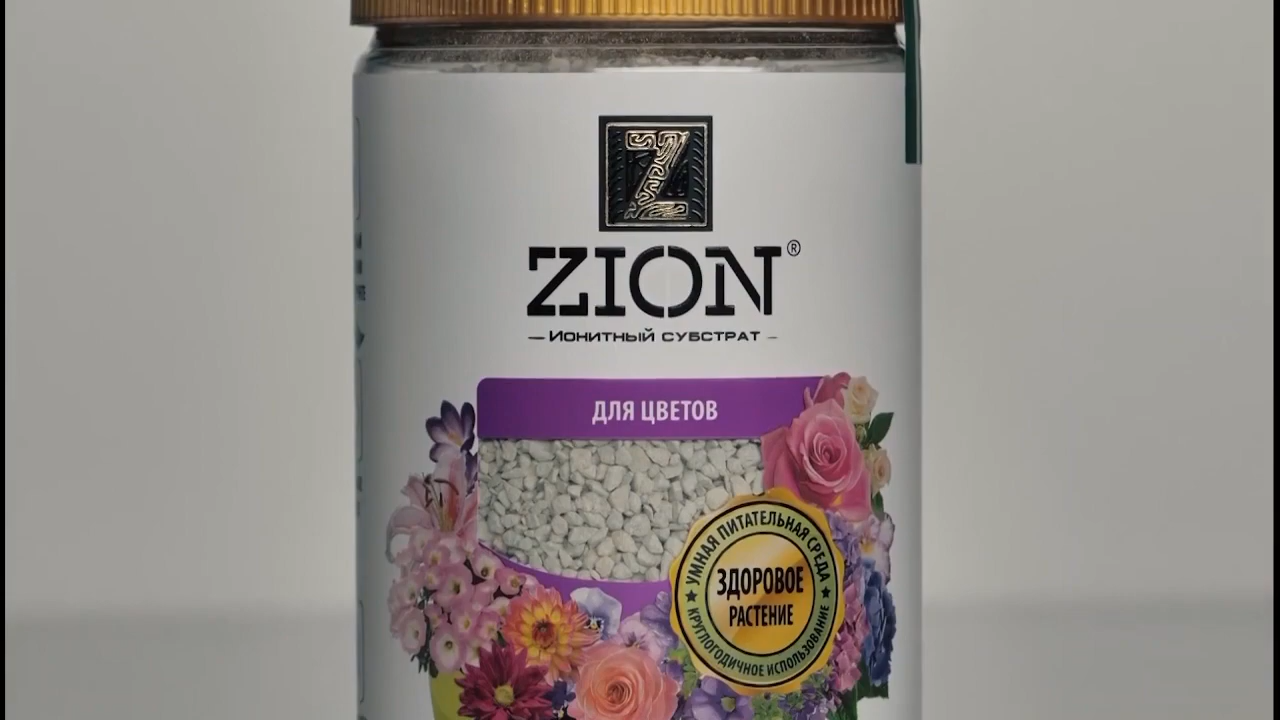 ZION®
Ионитный субстрат
ДЛЯ ЦВЕТОВ
УМНАЯ ПИТАТЕЛЬНАЯ СРЕДА
ЗДОРОВОЕ
РАСТЕНИЕ
КРУГЛОГОДИЧНОЕ ИСПОЛЬЗОВАНИЕ